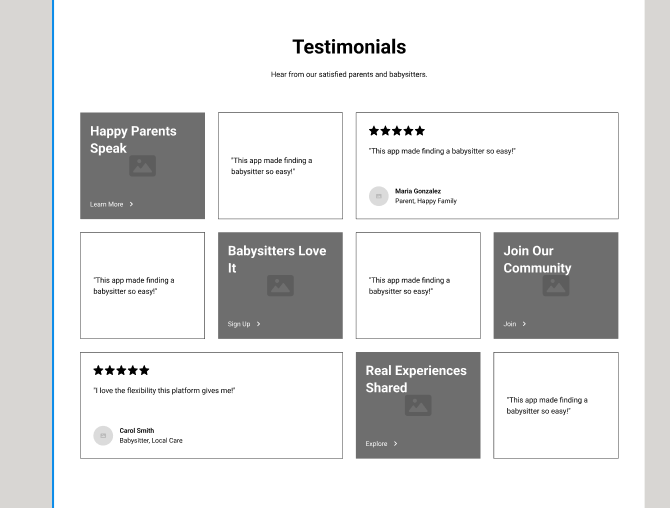 Testimonials
Hear from our satisfied parents and babysitters.
Happy Parents
Speak
Learn More
"This app made finding a
babysitter so easy!"
"This app made finding a babysitter so easy!"
Maria Gonzalez
Parent, Happy Family
"This app made finding a
babysitter so easy!"
Babysitters Love
It
Sign Up
"This app made finding a
babysitter so easy!"
Join Our
Community
Join
"I love the flexibility this platform gives me!"
Carol Smith
Babysitter, Local Care
Real Experiences
Shared
Explore
"This app made finding a
babysitter so easy!"